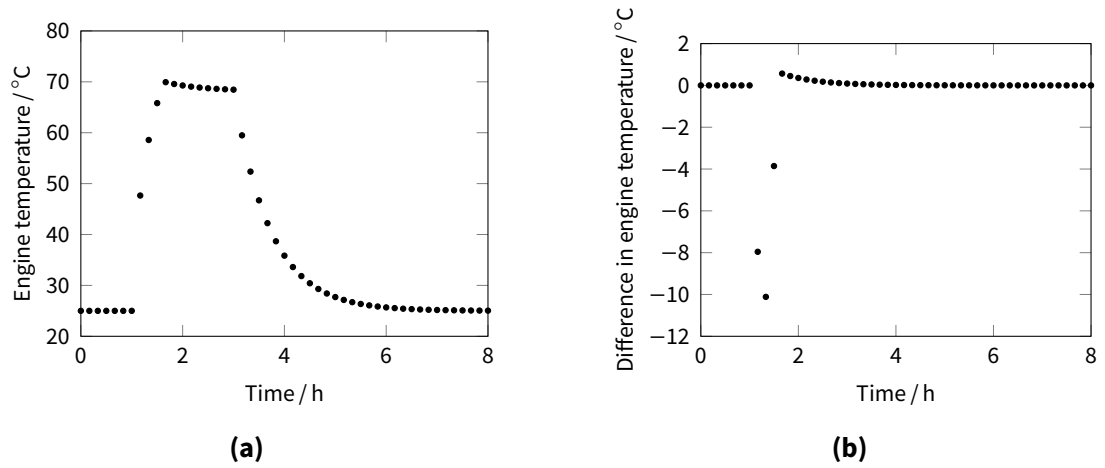 Engine temperature / °C
80
70
60
50
40
30
20
0 2 4 6 8
Time / h
(a)
Difference in engine temperature / °C
2
0
−2
−4
−6
−8
−10
−12
0 2 4 6 8
Time / h
(b)